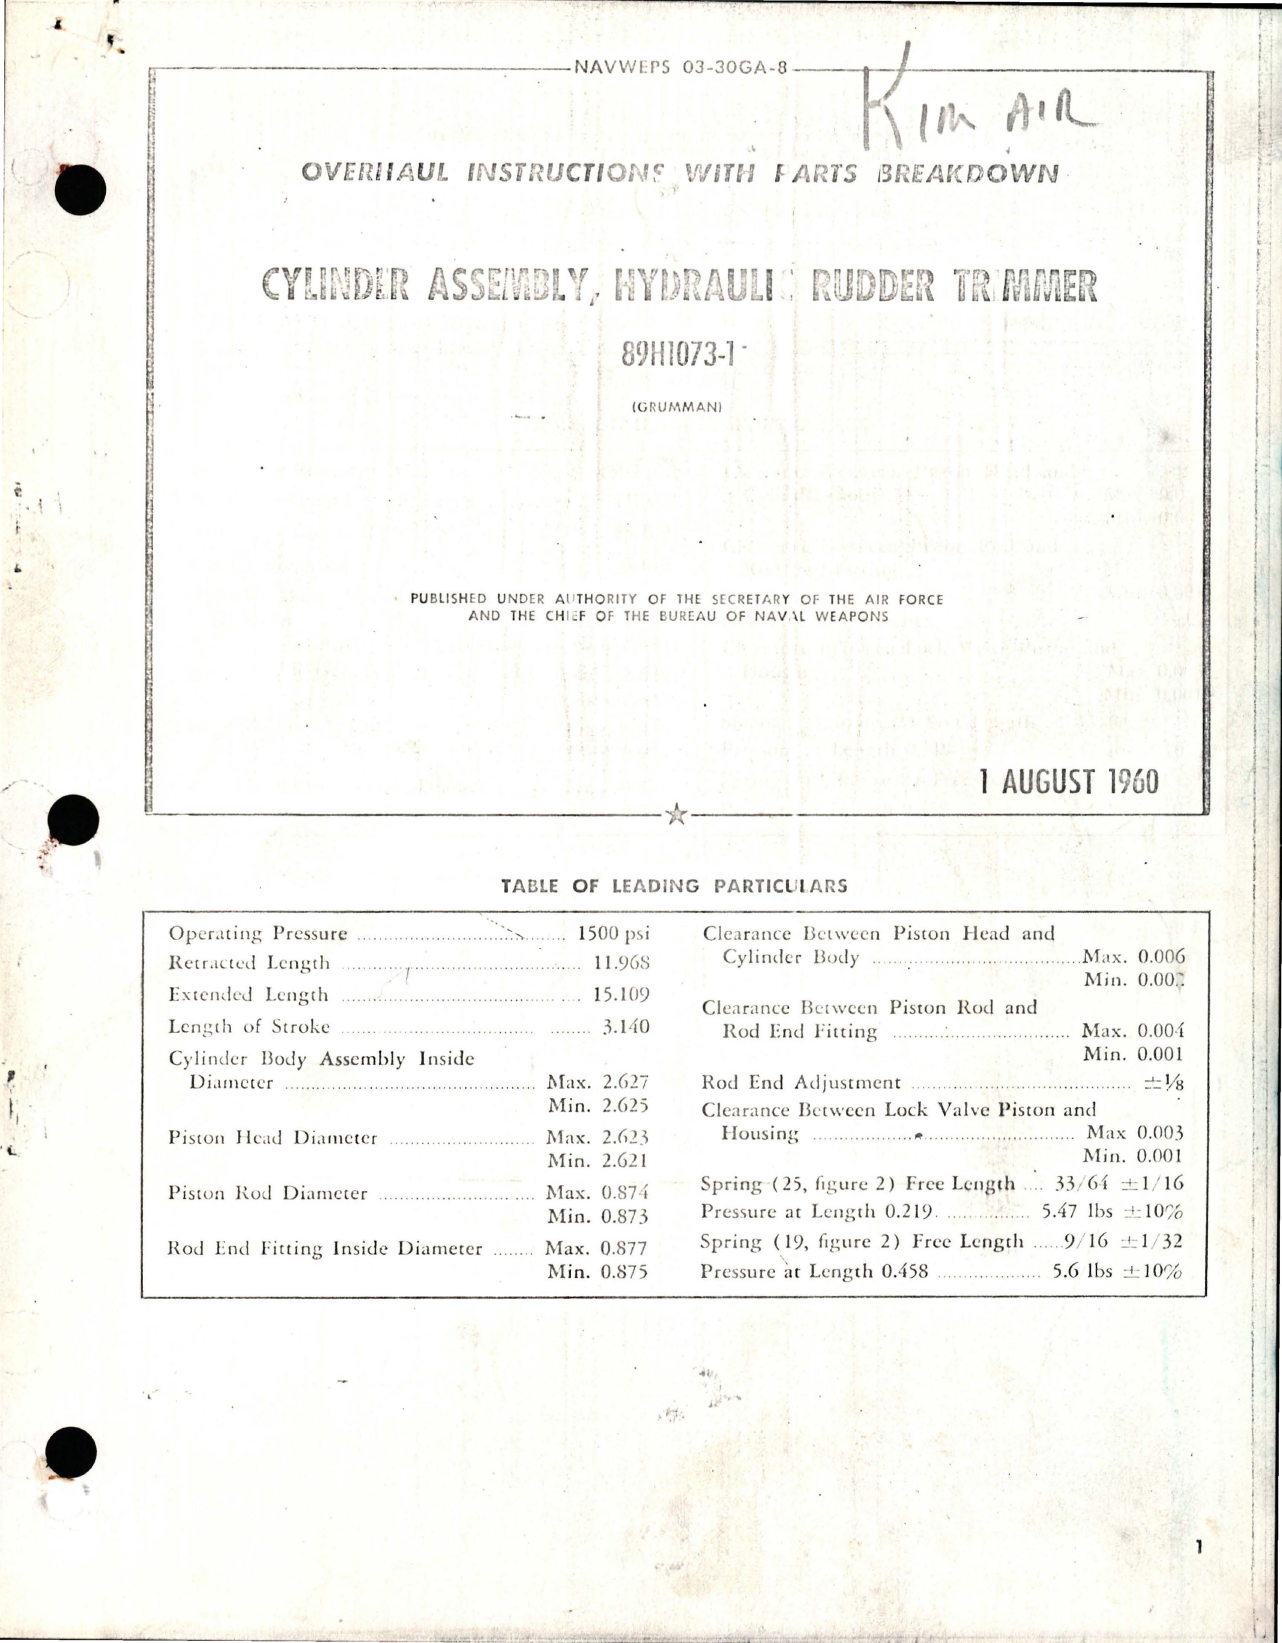 NAVWEPS 03-30GA-8
Kim AIR
OVERHAUL INSTRUCTIONS WITH PARTS BREAKDOWN
CYLINDER ASSEMBLY, HYDRAULIC RUDDER TRIMMER
89H1073-1
(GRUMMAN)
PUBLISHED UNDER AUTHORITY OF THE SECRETARY OF THE AIR FORCE
AND THE CHIEF OF THE BUREAU OF NAVAL WEAPONS
1 AUGUST 1960
TABLE OF LEADING PARTICULARS
Operating Pressure ........ 1500 psi
Retracted Length ........ 11.968
Extended Length ........ 15.109
Length of Stroke ........ 3.140
Cylinder Body Assembly Inside
Diameter ........ Max. 2.627
Min. 2.625
Piston Head Diameter ........ Max. 2.623
Min. 2.621
Piston Rod Diameter ........ Max. 0.874
Min. 0.873
Rod End Fitting Inside Diameter ........ Max. 0.877
Min. 0.875
Clearance Between Piston Head and
Cylinder Body ........ Max. 0.006
Min. 0.002
Clearance Between Piston Rod and
Rod End Fitting ........ Max. 0.004
Min. 0.001
Rod End Adjustment ........ ±⅛
Clearance Between Lock Valve Piston and
Housing ........ Max 0.003
Min. 0.001
Spring (25, figure 2) Free Length .... 33/64 ±1/16
Pressure at Length 0.219. ........ 5.47 lbs ±10%
Spring (19, figure 2) Free Length ......9/16 ±1/32
Pressure at Length 0.458 ........ 5.6 lbs ±10%
1